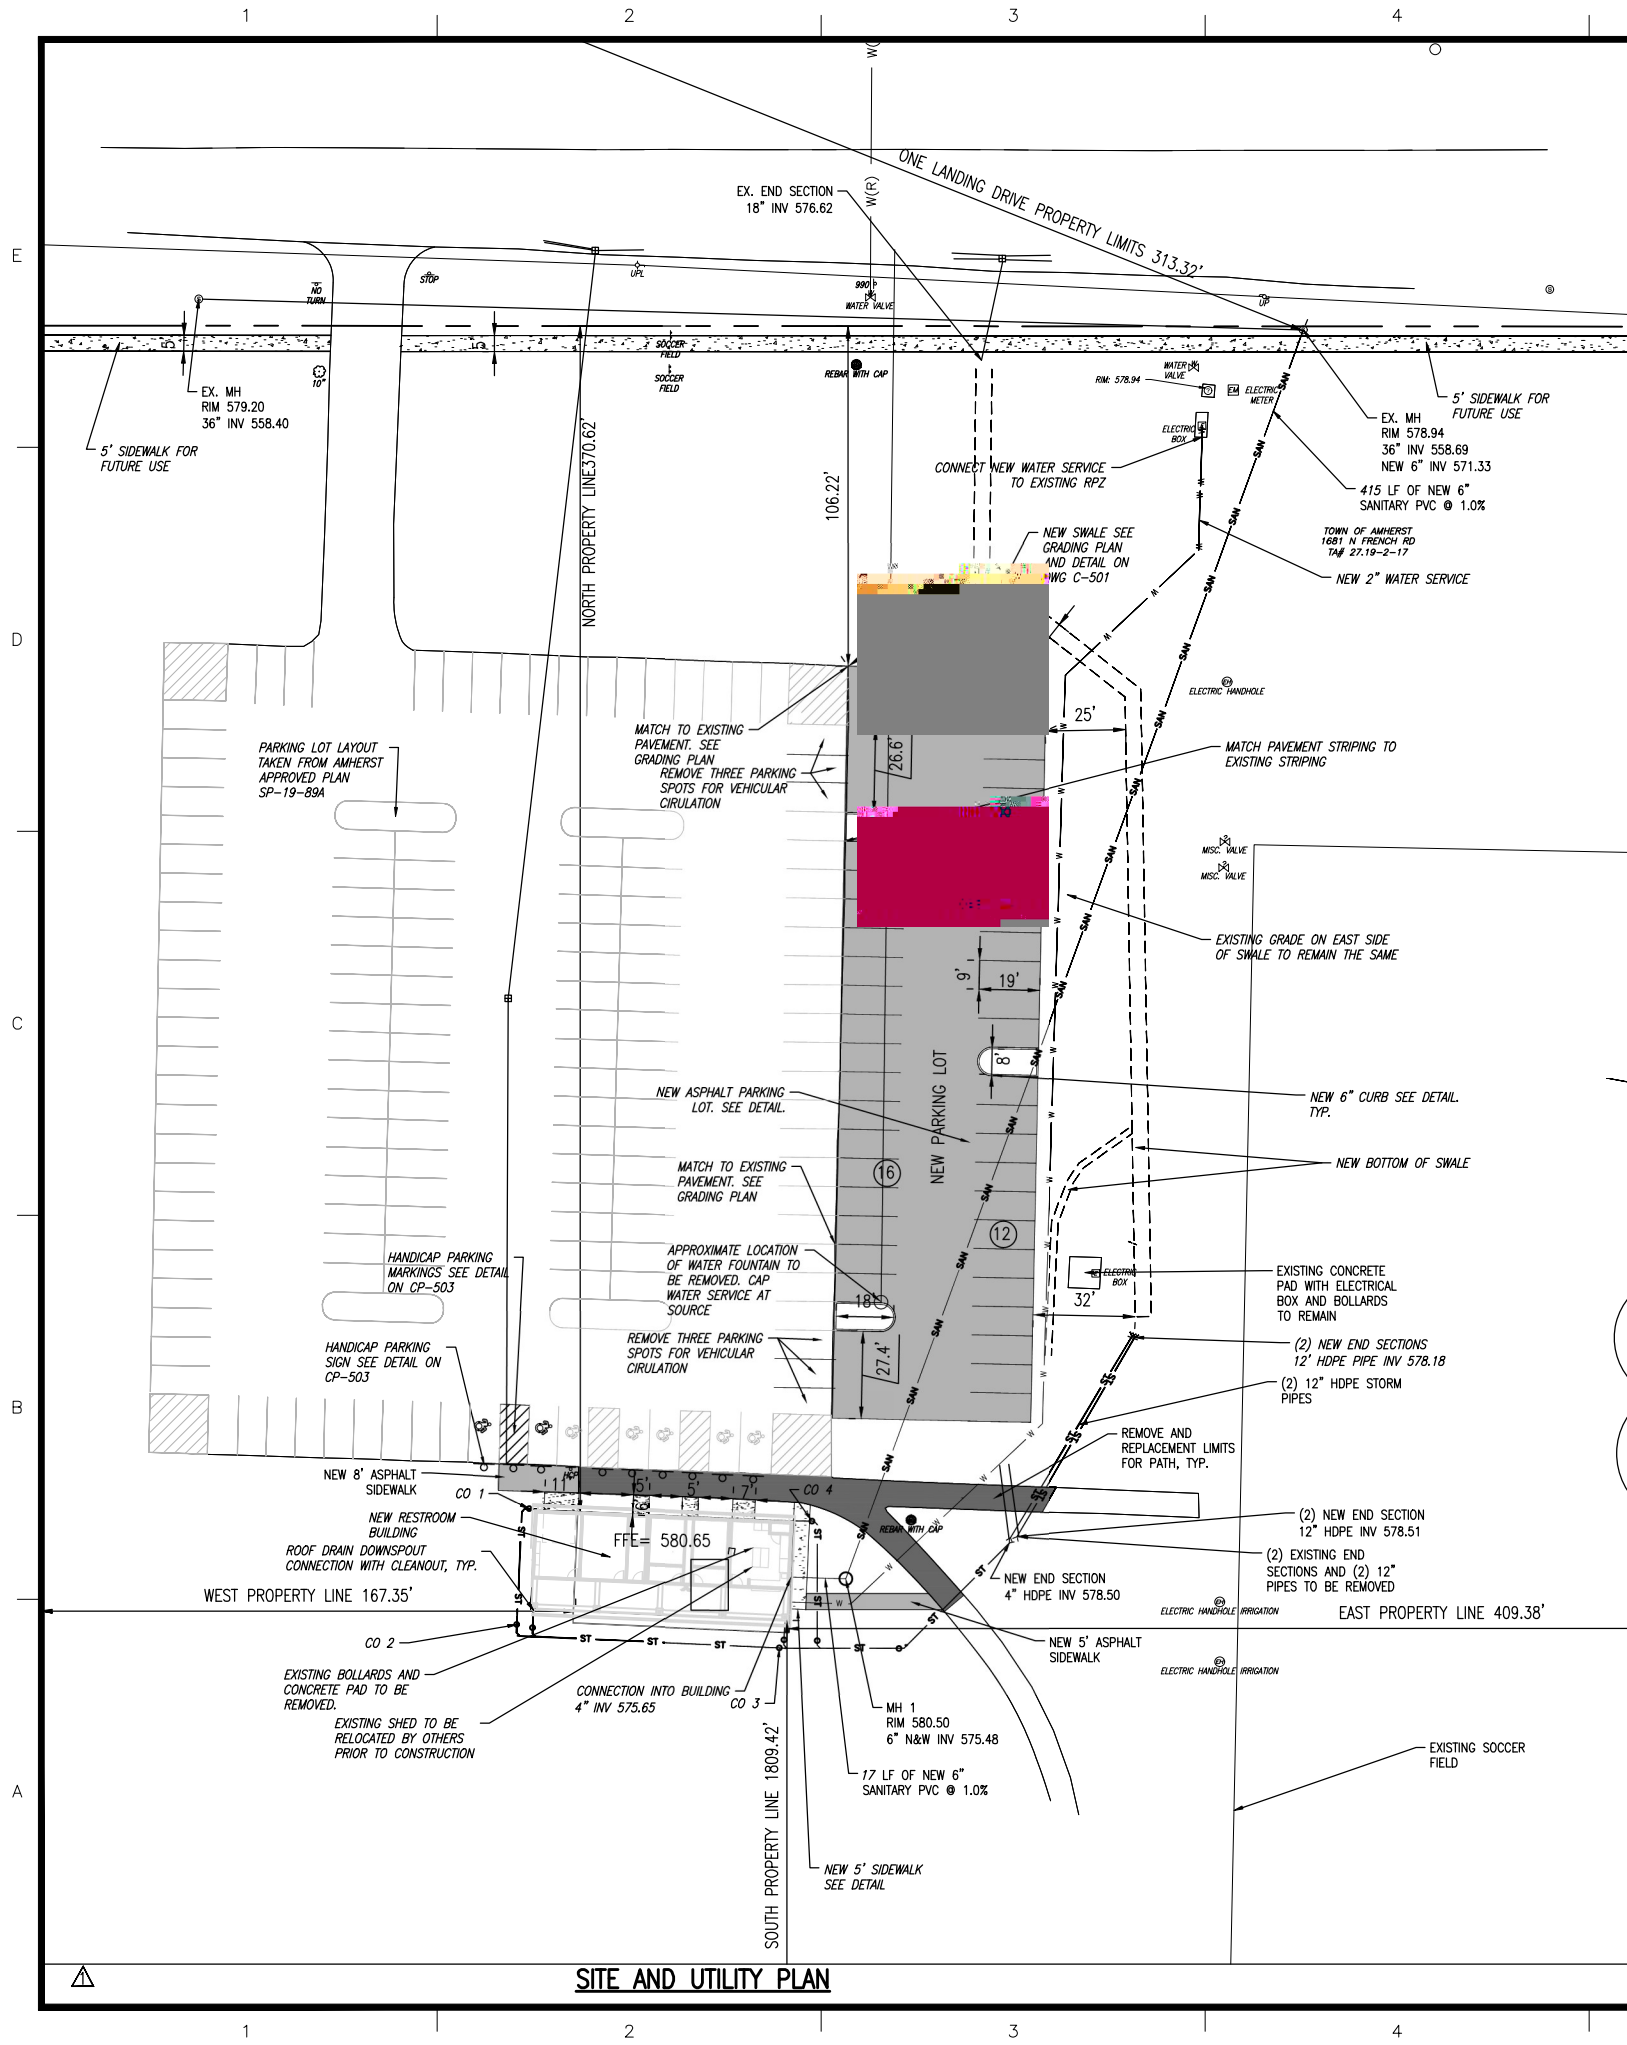 1
2
3
4
W(R)
ONE LANDING DRIVE PROPERTY LIMITS 313.32'
EX. END SECTION
18" INV 576.62
E
NO
TURN
STOP
UPL
990
WATER VALVE
UP
5'
5'
SOCCER
FIELD
SOCCER
FIELD
REBAR WITH CAP
10"
WATER
VALVE
RIM: 578.94
EM
ELECTRIC
METER
EX. MH
RIM 579.20
36" INV 558.40
5' SIDEWALK FOR
FUTURE USE
5' SIDEWALK FOR
FUTURE USE
EX. MH
RIM 578.94
36" INV 558.69
NEW 6" INV 571.33
ELECTRIC
BOX
CONNECT NEW WATER SERVICE
TO EXISTING RPZ
415 LF OF NEW 6"
SANITARY PVC @ 1.0%
TOWN OF AMHERST
1681 N FRENCH RD
TA# 27.19-2-17
NORTH PROPERTY LINE370.62'
106.22'
NEW SWALE SEE
GRADING PLAN
AND DETAIL ON
DWG C-501
NEW 2" WATER SERVICE
D
ELECTRIC HANDHOLE
25'
MATCH TO EXISTING
PAVEMENT. SEE
GRADING PLAN
26.6'
REMOVE THREE PARKING
SPOTS FOR VEHICULAR
CIRULATION
PARKING LOT LAYOUT
TAKEN FROM AMHERST
APPROVED PLAN
SP-19-89A
MATCH PAVEMENT STRIPING TO
EXISTING STRIPING
MISC. VALVE
MISC. VALVE
EXISTING GRADE ON EAST SIDE
OF SWALE TO REMAIN THE SAME
9'
19'
C
8'
NEW PARKING LOT
NEW ASPHALT PARKING
LOT. SEE DETAIL.
NEW 6" CURB SEE DETAIL.
TYP.
MATCH TO EXISTING
PAVEMENT. SEE
GRADING PLAN
16
NEW BOTTOM OF SWALE
12
HANDICAP PARKING
MARKINGS SEE DETAIL
ON CP-503
APPROXIMATE LOCATION
OF WATER FOUNTAIN TO
BE REMOVED. CAP
WATER SERVICE AT
SOURCE
18'
ELECTRIC
BOX
32'
EXISTING CONCRETE
PAD WITH ELECTRICAL
BOX AND BOLLARDS
TO REMAIN
REMOVE THREE PARKING
SPOTS FOR VEHICULAR
CIRULATION
27.4'
HANDICAP PARKING
SIGN SEE DETAIL ON
CP-503
(2) NEW END SECTIONS
12' HDPE PIPE INV 578.18
(2) 12" HDPE STORM
PIPES
B
REMOVE AND
REPLACEMENT LIMITS
FOR PATH, TYP.
NEW 8' ASPHALT
SIDEWALK
CO 1
11'
5'
5'
7'
6'
CO 4
NEW RESTROOM
BUILDING
FFE= 580.65
REBAR WITH CAP
(2) NEW END SECTION
12" HDPE INV 578.51
ROOF DRAIN DOWNSPOUT
CONNECTION WITH CLEANOUT, TYP.
(2) EXISTING END
SECTIONS AND (2) 12"
PIPES TO BE REMOVED
NEW END SECTION
4" HDPE INV 578.50
WEST PROPERTY LINE 167.35'
ELECTRIC HANDHOLE IRRIGATION
EAST PROPERTY LINE 409.38'
CO 2
ST
ST
ST
ST
ST
NEW 5' ASPHALT
SIDEWALK
ELECTRIC HANDHOLE IRRIGATION
EXISTING BOLLARDS AND
CONCRETE PAD TO BE
REMOVED.
CONNECTION INTO BUILDING
4" INV 575.65
CO 3
MH 1
RIM 580.50
6" N&W INV 575.48
EXISTING SHED TO BE
RELOCATED BY OTHERS
PRIOR TO CONSTRUCTION
EXISTING SOCCER
FIELD
17 LF OF NEW 6"
SANITARY PVC @ 1.0%
A
SOUTH PROPERTY LINE 1809.42'
NEW 5' SIDEWALK
SEE DETAIL
1
SITE AND UTILITY PLAN
1
2
3
4